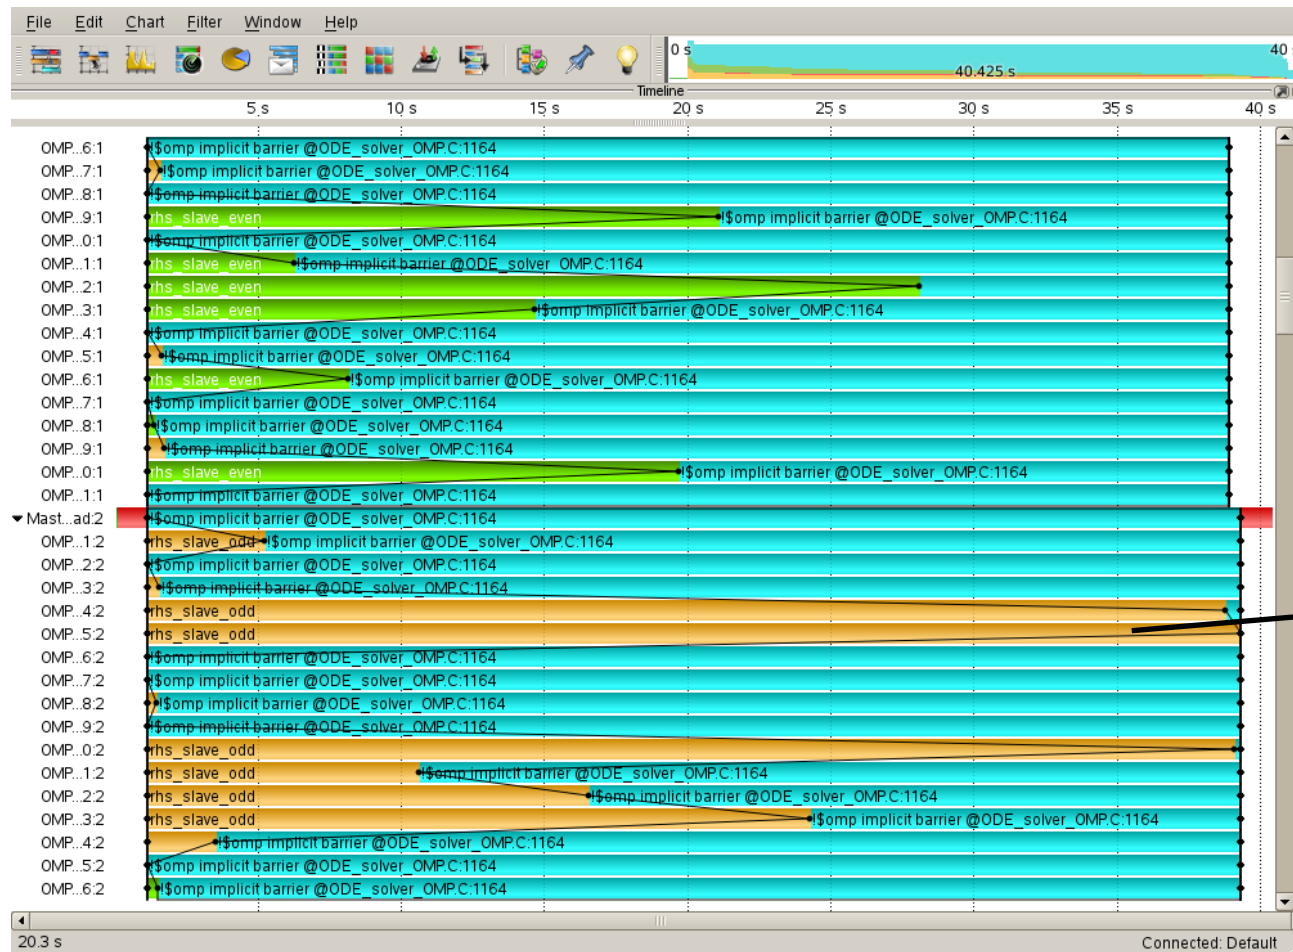 File Edit Chart Filter Window Help
0 s 40
40.425 s
Timeline
5 s 10 s 15 s 20 s 25 s 30 s 35 s 40 s
OMP...6:1 !$omp implicit barrier @ODE_solver_OMP.C:1164
OMP...7:1 !$omp implicit barrier @ODE_solver_OMP.C:1164
OMP...8:1 !$omp implicit barrier @ODE_solver_OMP.C:1164
OMP...9:1 rhs_slave_even !$omp implicit barrier @ODE_solver_OMP.C:1164
OMP...0:1 !$omp implicit barrier @ODE_solver_OMP.C:1164
OMP...1:1 rhs_slave_even !$omp implicit barrier @ODE_solver_OMP.C:1164
OMP...2:1 rhs_slave_even
OMP...3:1 rhs_slave_even !$omp implicit barrier @ODE_solver_OMP.C:1164
OMP...4:1 !$omp implicit barrier @ODE_solver_OMP.C:1164
OMP...5:1 !$omp implicit barrier @ODE_solver_OMP.C:1164
OMP...6:1 rhs_slave_even !$omp implicit barrier @ODE_solver_OMP.C:1164
OMP...7:1 !$omp implicit barrier @ODE_solver_OMP.C:1164
OMP...8:1 !$omp implicit barrier @ODE_solver_OMP.C:1164
OMP...9:1 !$omp implicit barrier @ODE_solver_OMP.C:1164
OMP...0:1 rhs_slave_even !$omp implicit barrier @ODE_solver_OMP.C:1164
OMP...1:1 !$omp implicit barrier @ODE_solver_OMP.C:1164
Mast...ad:2 !$omp implicit barrier @ODE_solver_OMP.C:1164
OMP...1:2 rhs_slave_odd !$omp implicit barrier @ODE_solver_OMP.C:1164
OMP...2:2 !$omp implicit barrier @ODE_solver_OMP.C:1164
OMP...3:2 !$omp implicit barrier @ODE_solver_OMP.C:1164
OMP...4:2 rhs_slave_odd
OMP...5:2 rhs_slave_odd
OMP...6:2 !$omp implicit barrier @ODE_solver_OMP.C:1164
OMP...7:2 !$omp implicit barrier @ODE_solver_OMP.C:1164
OMP...8:2 !$omp implicit barrier @ODE_solver_OMP.C:1164
OMP...9:2 !$omp implicit barrier @ODE_solver_OMP.C:1164
OMP...0:2 rhs_slave_odd
OMP...1:2 rhs_slave_odd !$omp implicit barrier @ODE_solver_OMP.C:1164
OMP...2:2 rhs_slave_odd !$omp implicit barrier @ODE_solver_OMP.C:1164
OMP...3:2 rhs_slave_odd !$omp implicit barrier @ODE_solver_OMP.C:1164
OMP...4:2 !$omp implicit barrier @ODE_solver_OMP.C:1164
OMP...5:2 !$omp implicit barrier @ODE_solver_OMP.C:1164
OMP...6:2 !$omp implicit barrier @ODE_solver_OMP.C:1164
20.3 s Connected: Default